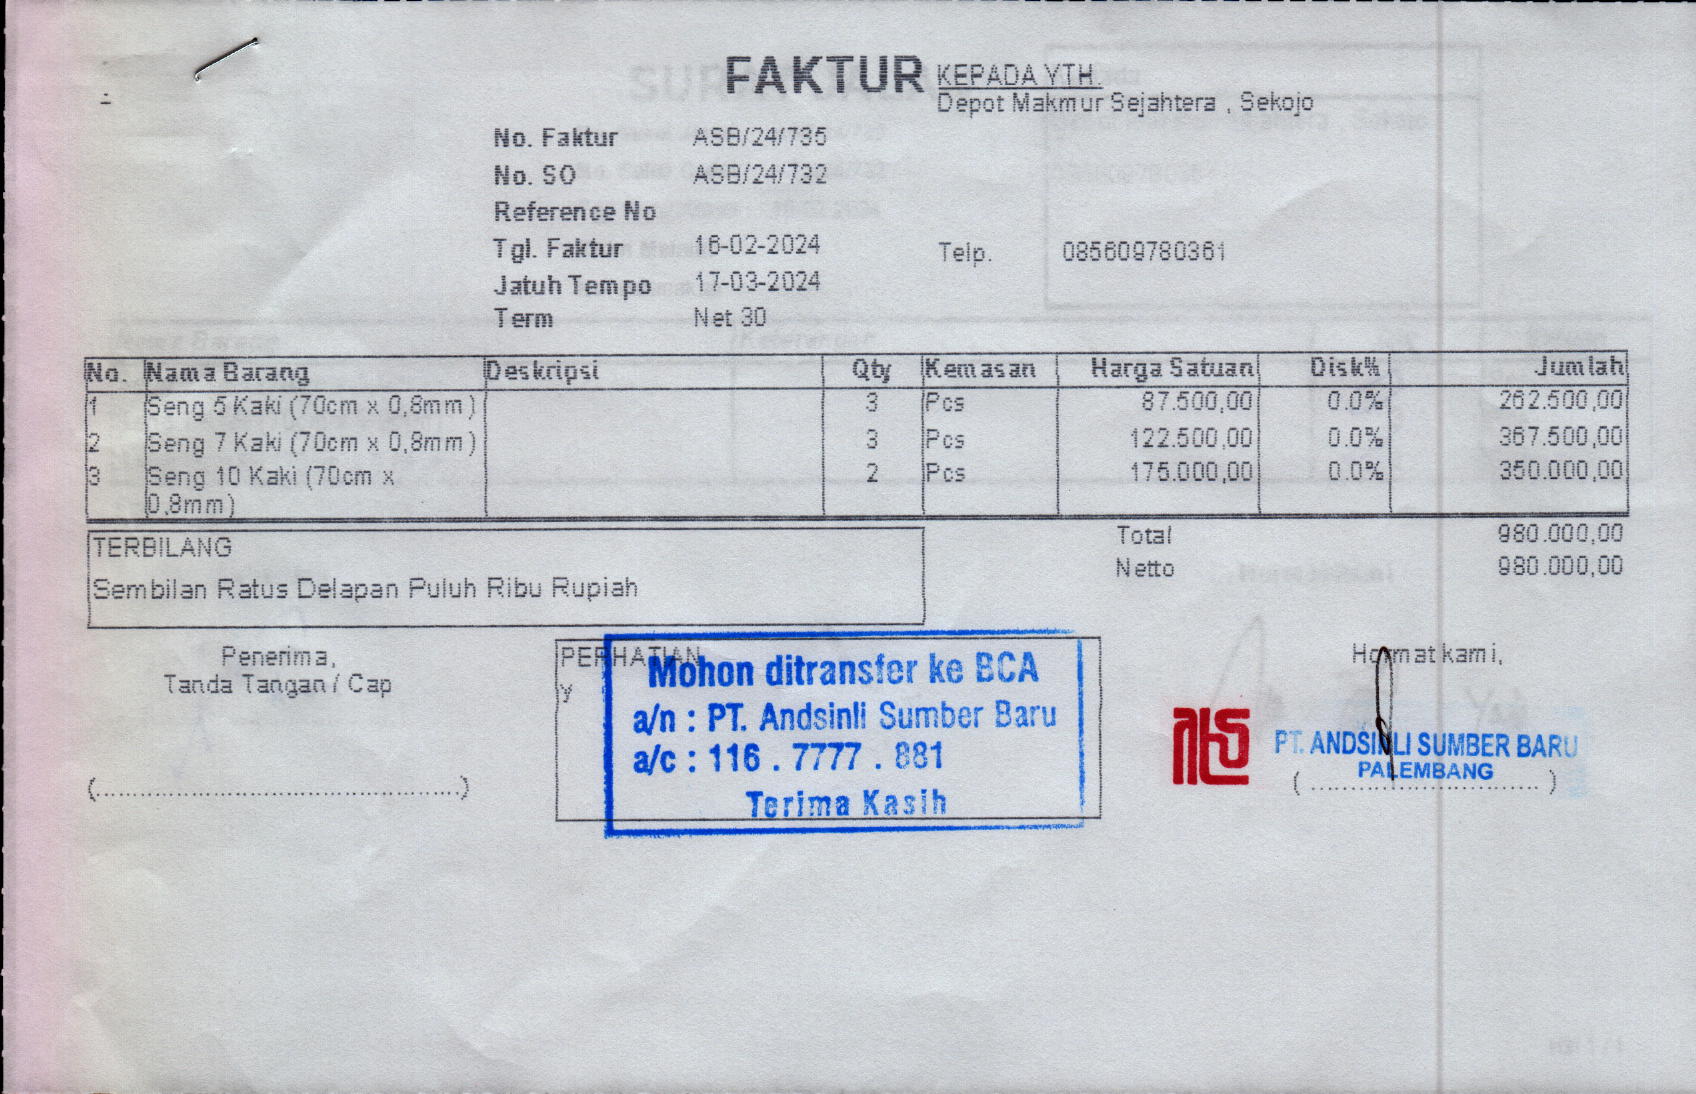 FAKTUR
KEPADA YTH.
Depot Makmur Sejahtera , Sekojo
No. Faktur ASB/24/735
No. SO ASB/24/732
Reference No
Tgl. Faktur 16-02-2024
Telp. 085609780361
Jatuh Tempo 17-03-2024
Term Net 30
No. Nama Barang Deskripsi Qty Kemasan Harga Satuan Disk% Jumlah
1 Seng 5 Kaki (70cm x 0,8mm) 3 Pcs 87.500,00 0.0% 262.500,00
2 Seng 7 Kaki (70cm x 0,8mm) 3 Pcs 122.500,00 0.0% 367.500,00
3 Seng 10 Kaki (70cm x 2 Pcs 175.000,00 0.0% 350.000,00
0,8mm)
Total 980.000,00
Netto 980.000,00
TERBILANG
Sembilan Ratus Delapan Puluh Ribu Rupiah
Penerima,
Tanda Tangan / Cap
(..............................................)
PERHATIAN
y
Mohon ditransfer ke BCA
a/n : PT. Andsinli Sumber Baru
a/c : 116 . 7777 . 881
Terima Kasih
Hormat kami,
PT. ANDSINLI SUMBER BARU
PALEMBANG
( ............................. )